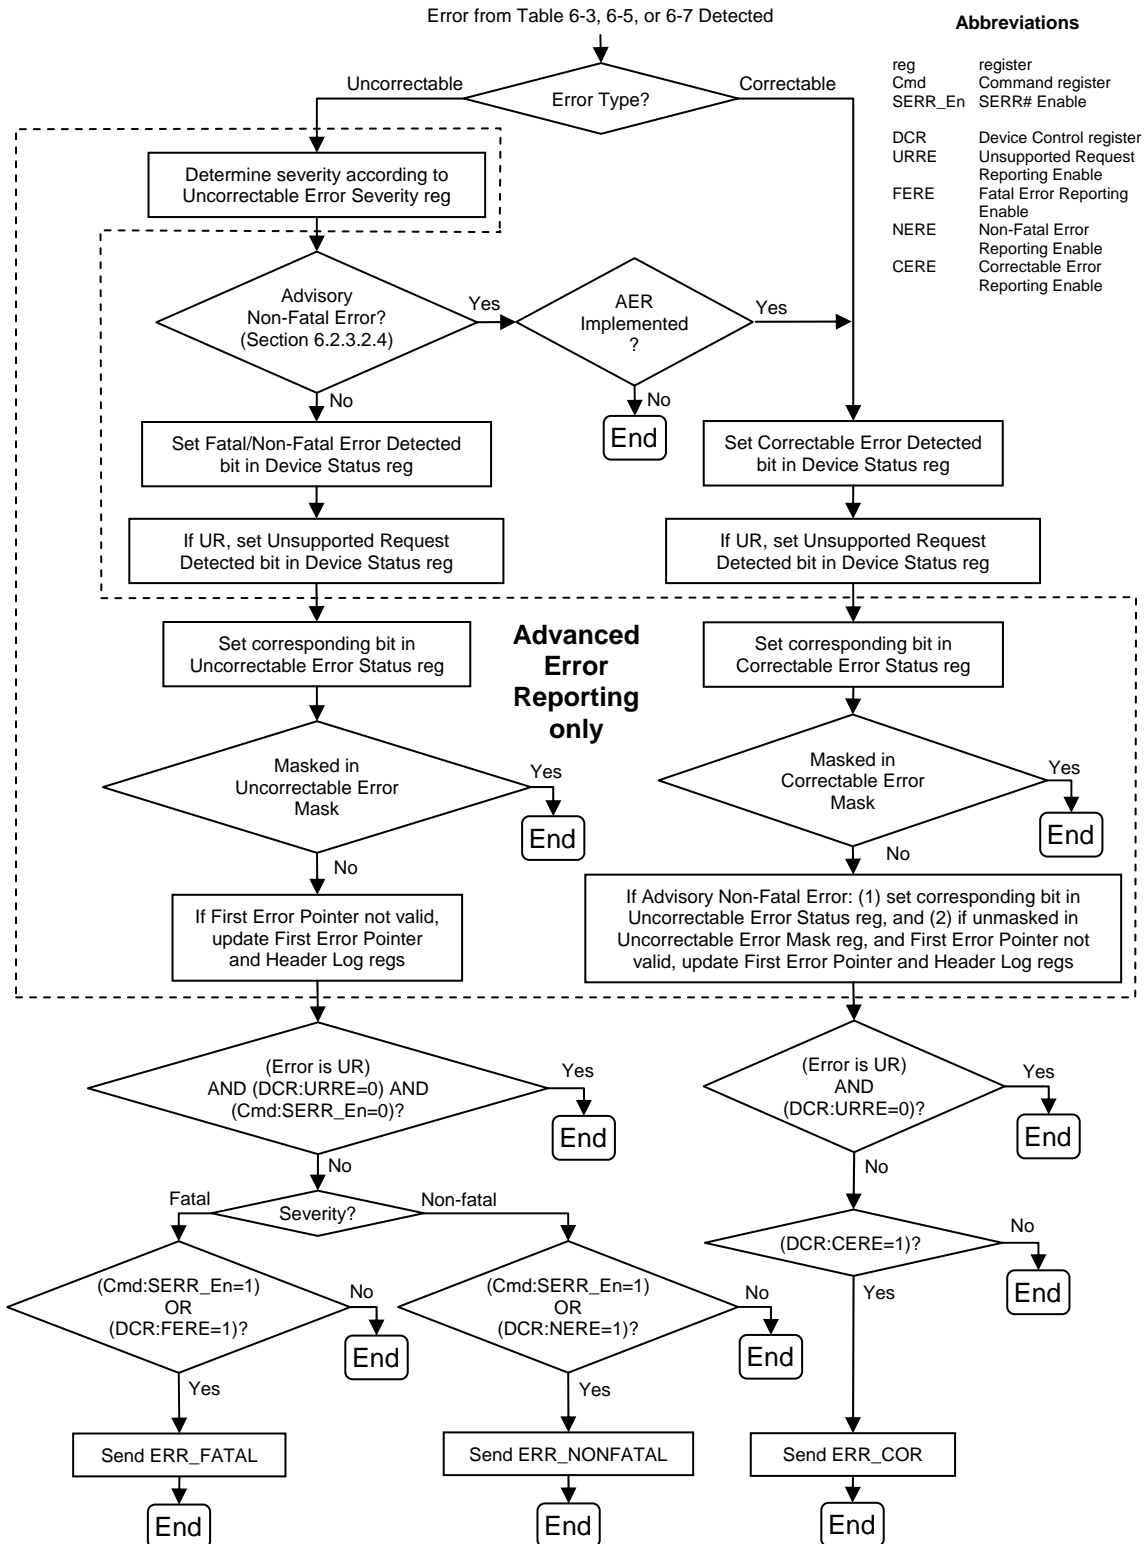 Error from Table 6-3, 6-5, or 6-7 Detected
Abbreviations
reg register
Cmd Command register
SERR_En SERR# Enable
DCR Device Control register
URRE Unsupported Request
Reporting Enable
FERE Fatal Error Reporting
Enable
NERE Non-Fatal Error
Reporting Enable
CERE Correctable Error
Reporting Enable
Uncorrectable
Error Type?
Correctable
Determine severity according to
Uncorrectable Error Severity reg
Advisory
Non-Fatal Error?
(Section 6.2.3.2.4)
Yes
AER
Implemented
?
Yes
No
No
End
Set Fatal/Non-Fatal Error Detected
bit in Device Status reg
Set Correctable Error Detected
bit in Device Status reg
If UR, set Unsupported Request
Detected bit in Device Status reg
If UR, set Unsupported Request
Detected bit in Device Status reg
Set corresponding bit in
Uncorrectable Error Status reg
Advanced
Error
Reporting
only
Set corresponding bit in
Correctable Error Status reg
Masked in
Uncorrectable Error
Mask
Yes
End
No
Masked in
Correctable Error
Mask
Yes
End
No
If First Error Pointer not valid,
update First Error Pointer
and Header Log regs
If Advisory Non-Fatal Error: (1) set corresponding bit in
Uncorrectable Error Status reg, and (2) if unmasked in
Uncorrectable Error Mask reg, and First Error Pointer not
valid, update First Error Pointer and Header Log regs
(Error is UR)
AND (DCR:URRE=0) AND
(Cmd:SERR_En=0)?
Yes
End
No
(Error is UR)
AND
(DCR:URRE=0)?
Yes
End
No
Fatal
Severity?
Non-fatal
(DCR:CERE=1)?
No
End
Yes
(Cmd:SERR_En=1)
OR
(DCR:FERE=1)?
No
End
Yes
(Cmd:SERR_En=1)
OR
(DCR:NERE=1)?
No
End
Yes
Send ERR_FATAL
Send ERR_NONFATAL
Send ERR_COR
End
End
End